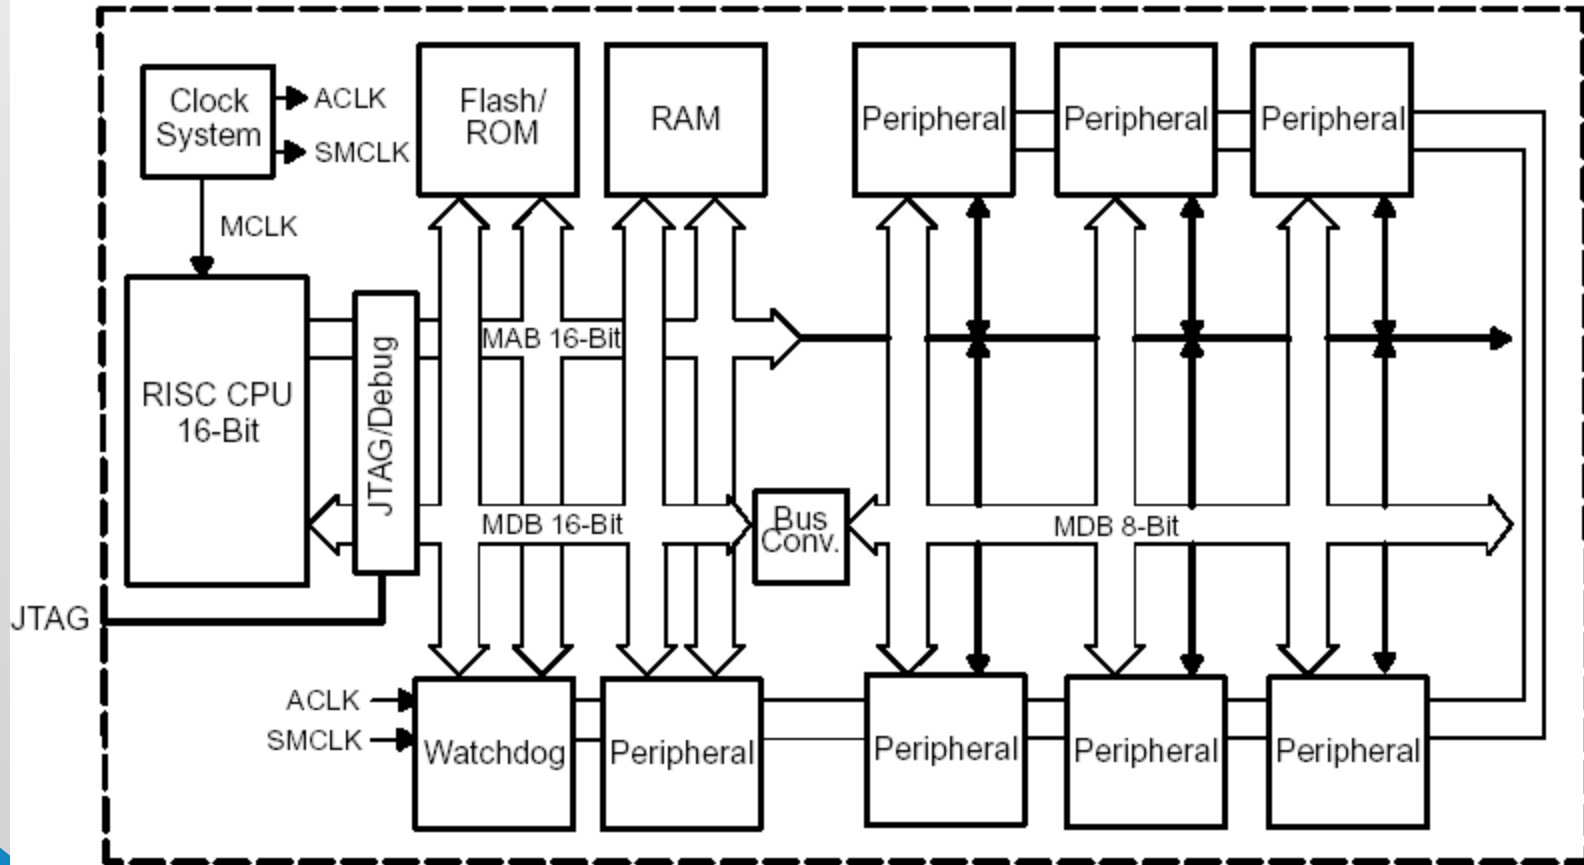 Clock
System
ACLK
SMCLK
MCLK
Flash/
ROM
RAM
Peripheral
Peripheral
Peripheral
RISC CPU
16-Bit
JTAG/Debug
MAB 16-Bit
MDB 16-Bit
Bus
Conv.
MDB 8-Bit
JTAG
ACLK
SMCLK
Watchdog
Peripheral
Peripheral
Peripheral
Peripheral